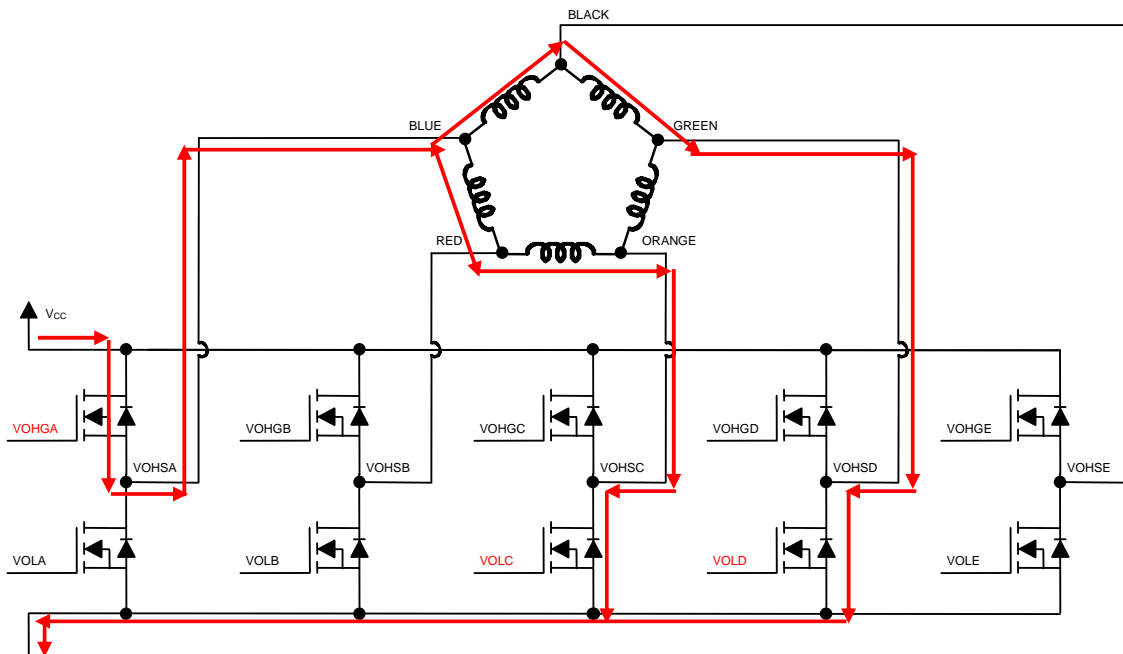 BLACK
BLUE
GREEN
RED
ORANGE
Vcc
VOHGA
VOHGB
VOHGC
VOHGD
VOHGE
VOHSA
VOHSB
VOHSC
VOHSD
VOHSE
VOLA
VOLB
VOLC
VOLD
VOLE